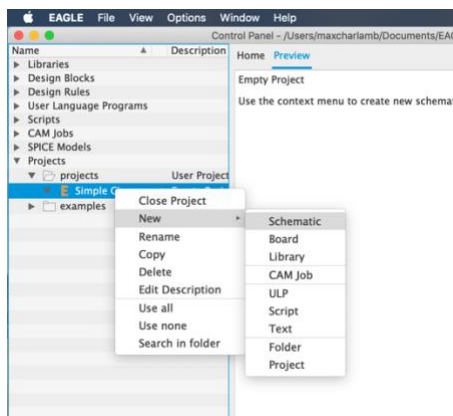 EAGLE File View Options Window Help
Control Panel - /Users/maxcharlamb/Documents/EAG
Name Description
Home Preview
Libraries
Design Blocks
Design Rules
User Language Programs
Scripts
CAM Jobs
SPICE Models
Projects
projects User Project
Simple
examples
Empty Project
Use the context menu to create new schemat
Close Project
New
Rename
Copy
Delete
Edit Description
Use all
Use none
Search in folder
Schematic
Board
Library
CAM Job
ULP
Script
Text
Folder
Project